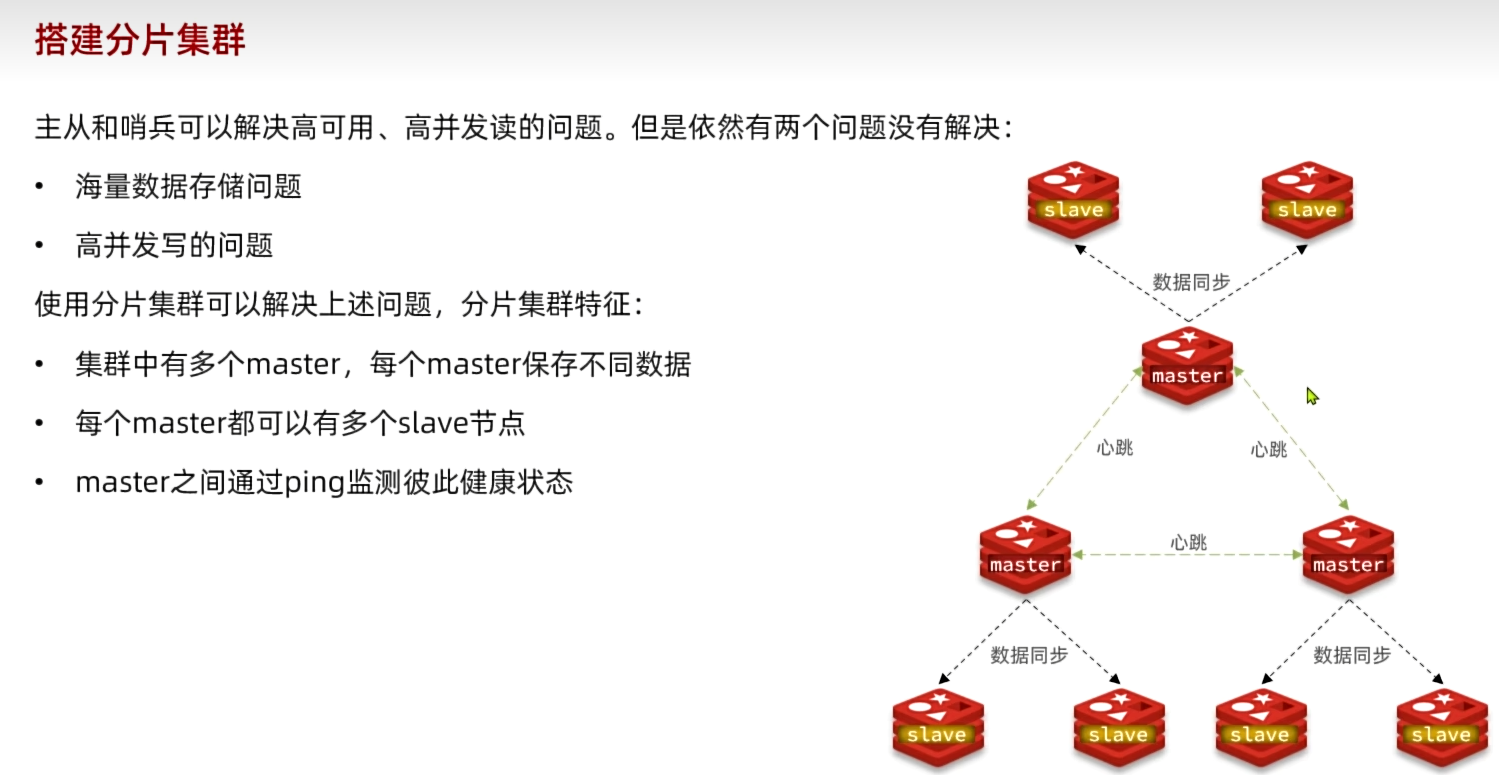 搭建分片集群
主从和哨兵可以解决高可用、高并发读的问题。但是依然有两个问题没有解决：
• 海量数据存储问题
• 高并发写的问题
使用分片集群可以解决上述问题，分片集群特征：
• 集群中有多个master，每个master保存不同数据
• 每个master都可以有多个slave节点
• master之间通过ping监测彼此健康状态
slave
slave
数据同步
master
心跳
心跳
master
心跳
master
数据同步
数据同步
slave
slave
slave
slave